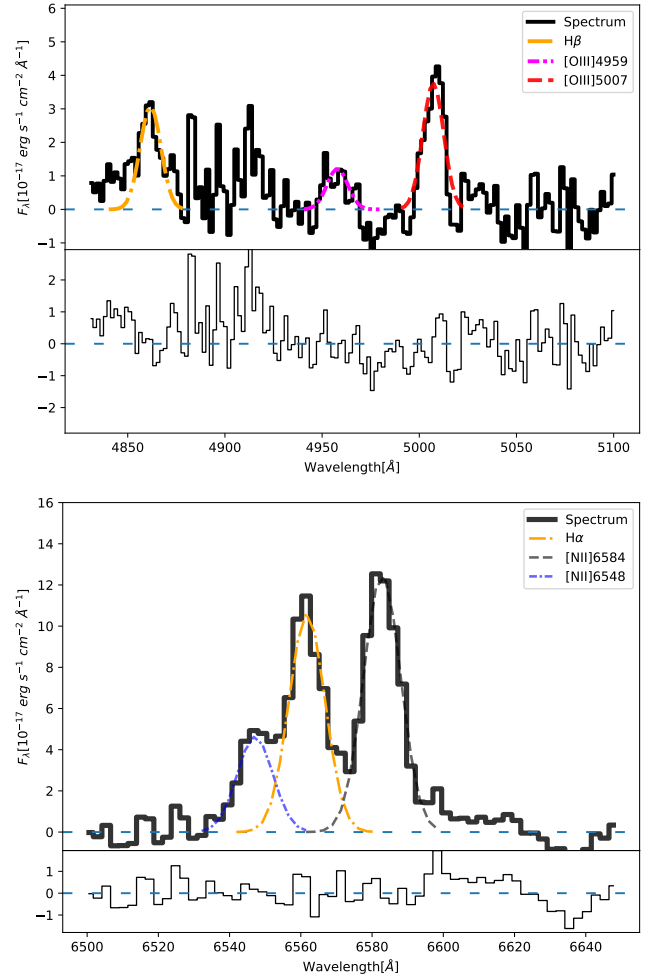 6
5
4
3
2
1
0
−1
F_λ[10⁻¹⁷ erg s⁻¹ cm⁻² Å⁻¹]
Spectrum
Hβ
[OIII]4959
[OIII]5007
2
1
0
−1
−2
4850 4900 4950 5000 5050 5100
Wavelength[Å]
16
14
12
10
8
6
4
2
0
F_λ[10⁻¹⁷ erg s⁻¹ cm⁻² Å⁻¹]
Spectrum
Hα
[NII]6584
[NII]6548
1
0
−1
6500 6520 6540 6560 6580 6600 6620 6640
Wavelength[Å]